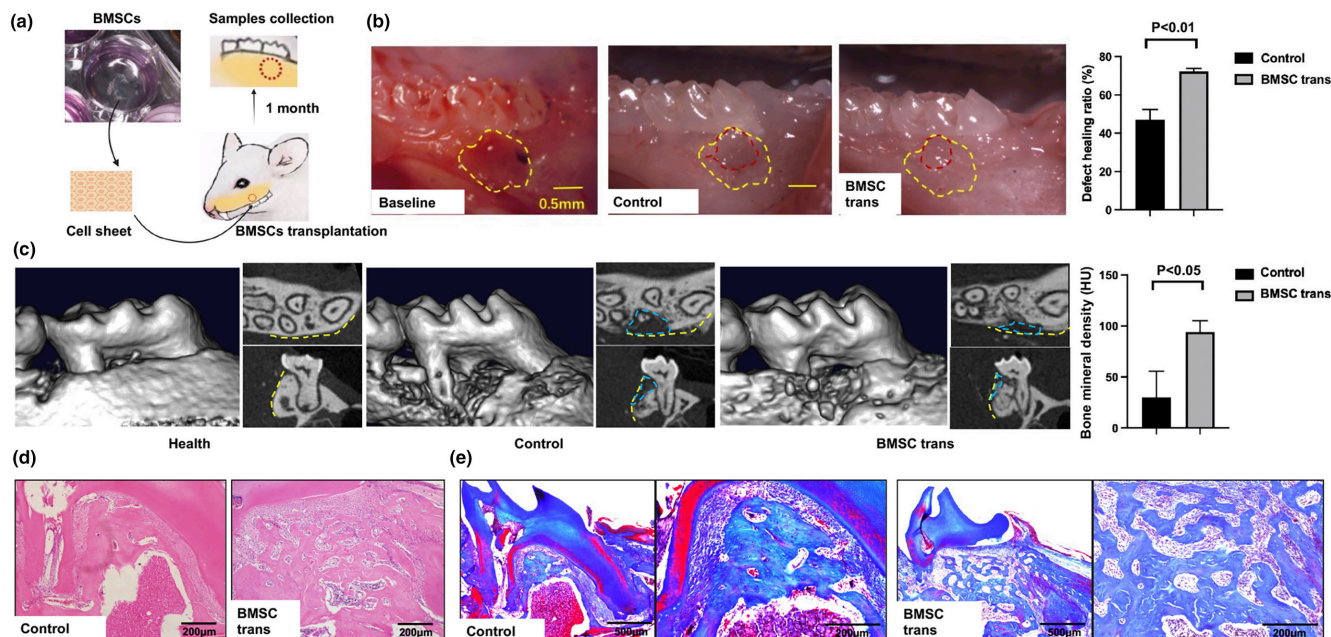 (a)
BMSCs
Samples collection
1 month
Cell sheet
BMSCs transplantation
(b)
Baseline
0.5mm
Control
BMSC
trans
P<0.01
Control
BMSC trans
Defect healing ratio (%)
80
60
40
20
0
(c)
Health
Control
BMSC trans
P<0.05
Control
BMSC trans
Bone mineral density (HU)
150
100
50
0
(d)
Control
200μm
BMSC
trans
200μm
(e)
Control
500μm
200μm
BMSC
trans
500μm
200μm